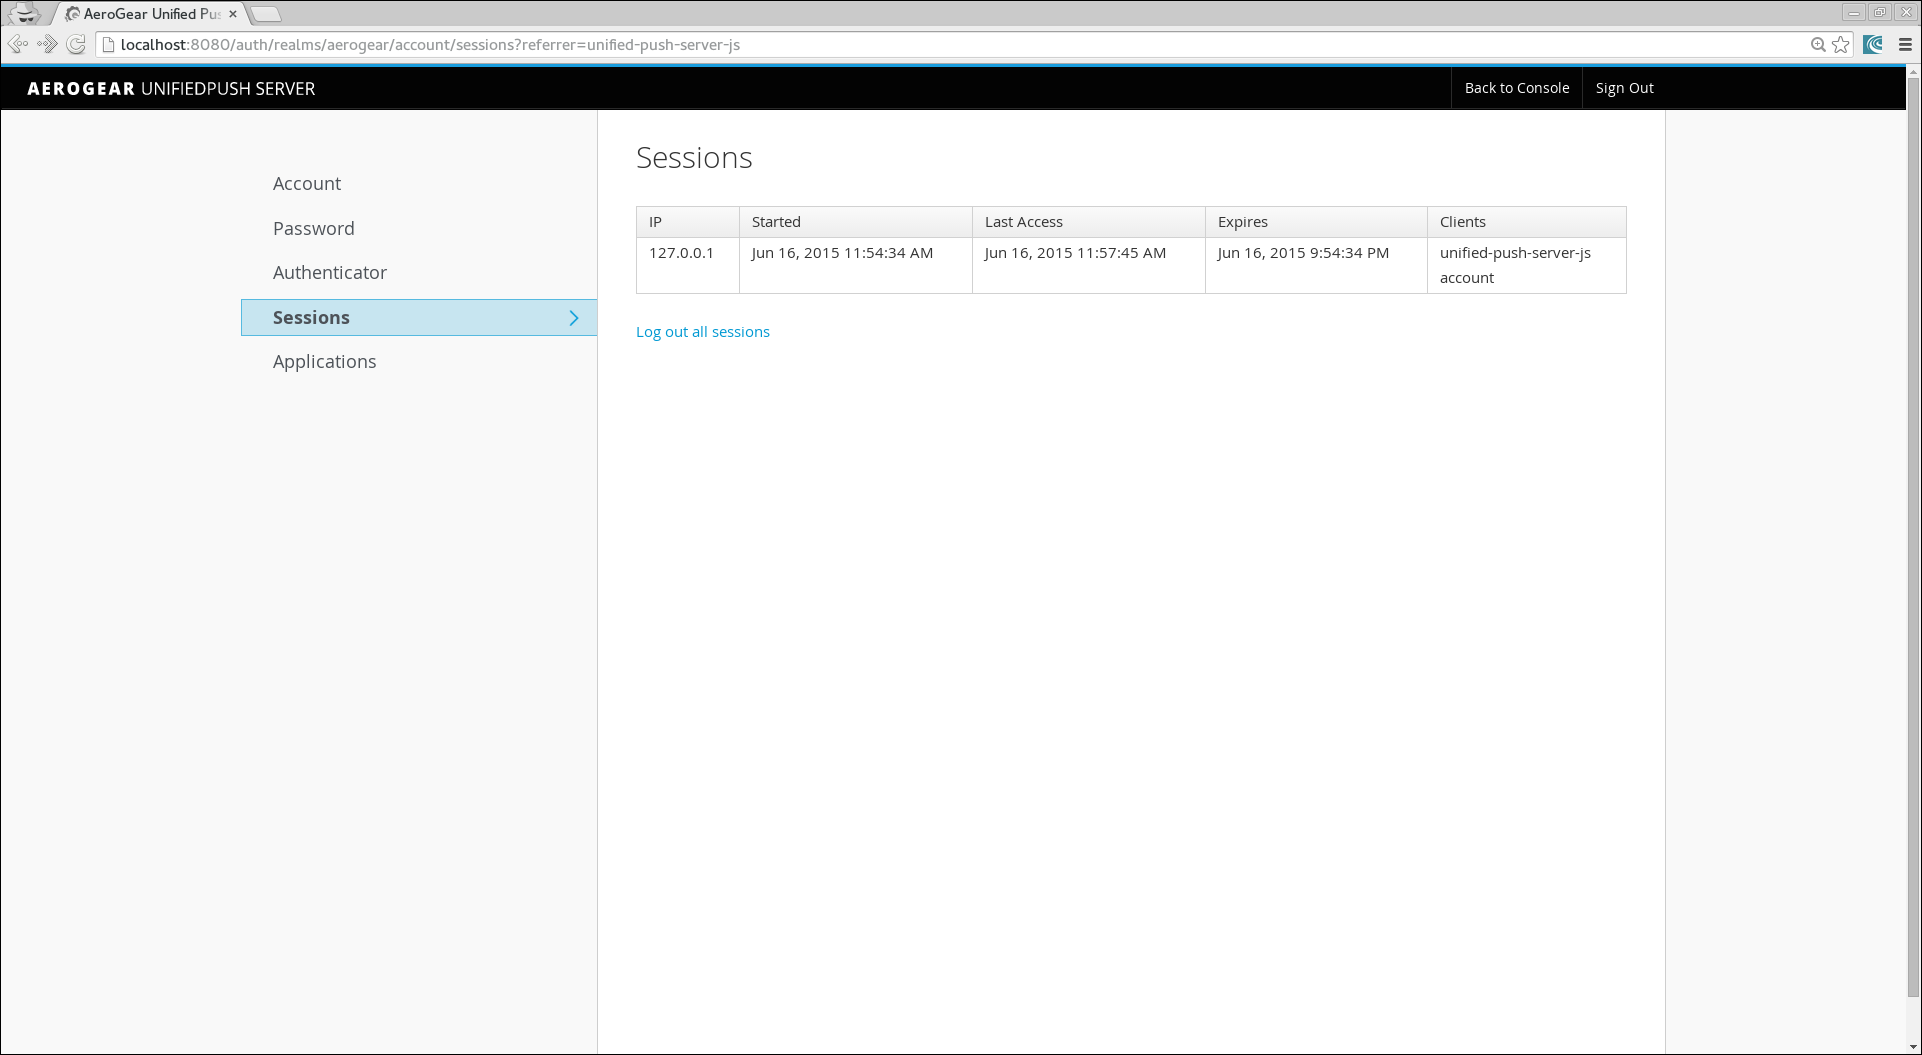 AeroGear Unified Pus
localhost:8080/auth/realms/aerogear/account/sessions?referrer=unified-push-server-js
AEROGEAR UNIFIEDPUSH SERVER
Back to Console
Sign Out
Account
Password
Authenticator
Sessions
Applications
Sessions
IP Started Last Access Expires Clients
127.0.0.1 Jun 16, 2015 11:54:34 AM Jun 16, 2015 11:57:45 AM Jun 16, 2015 9:54:34 PM unified-push-server-js
account
Log out all sessions